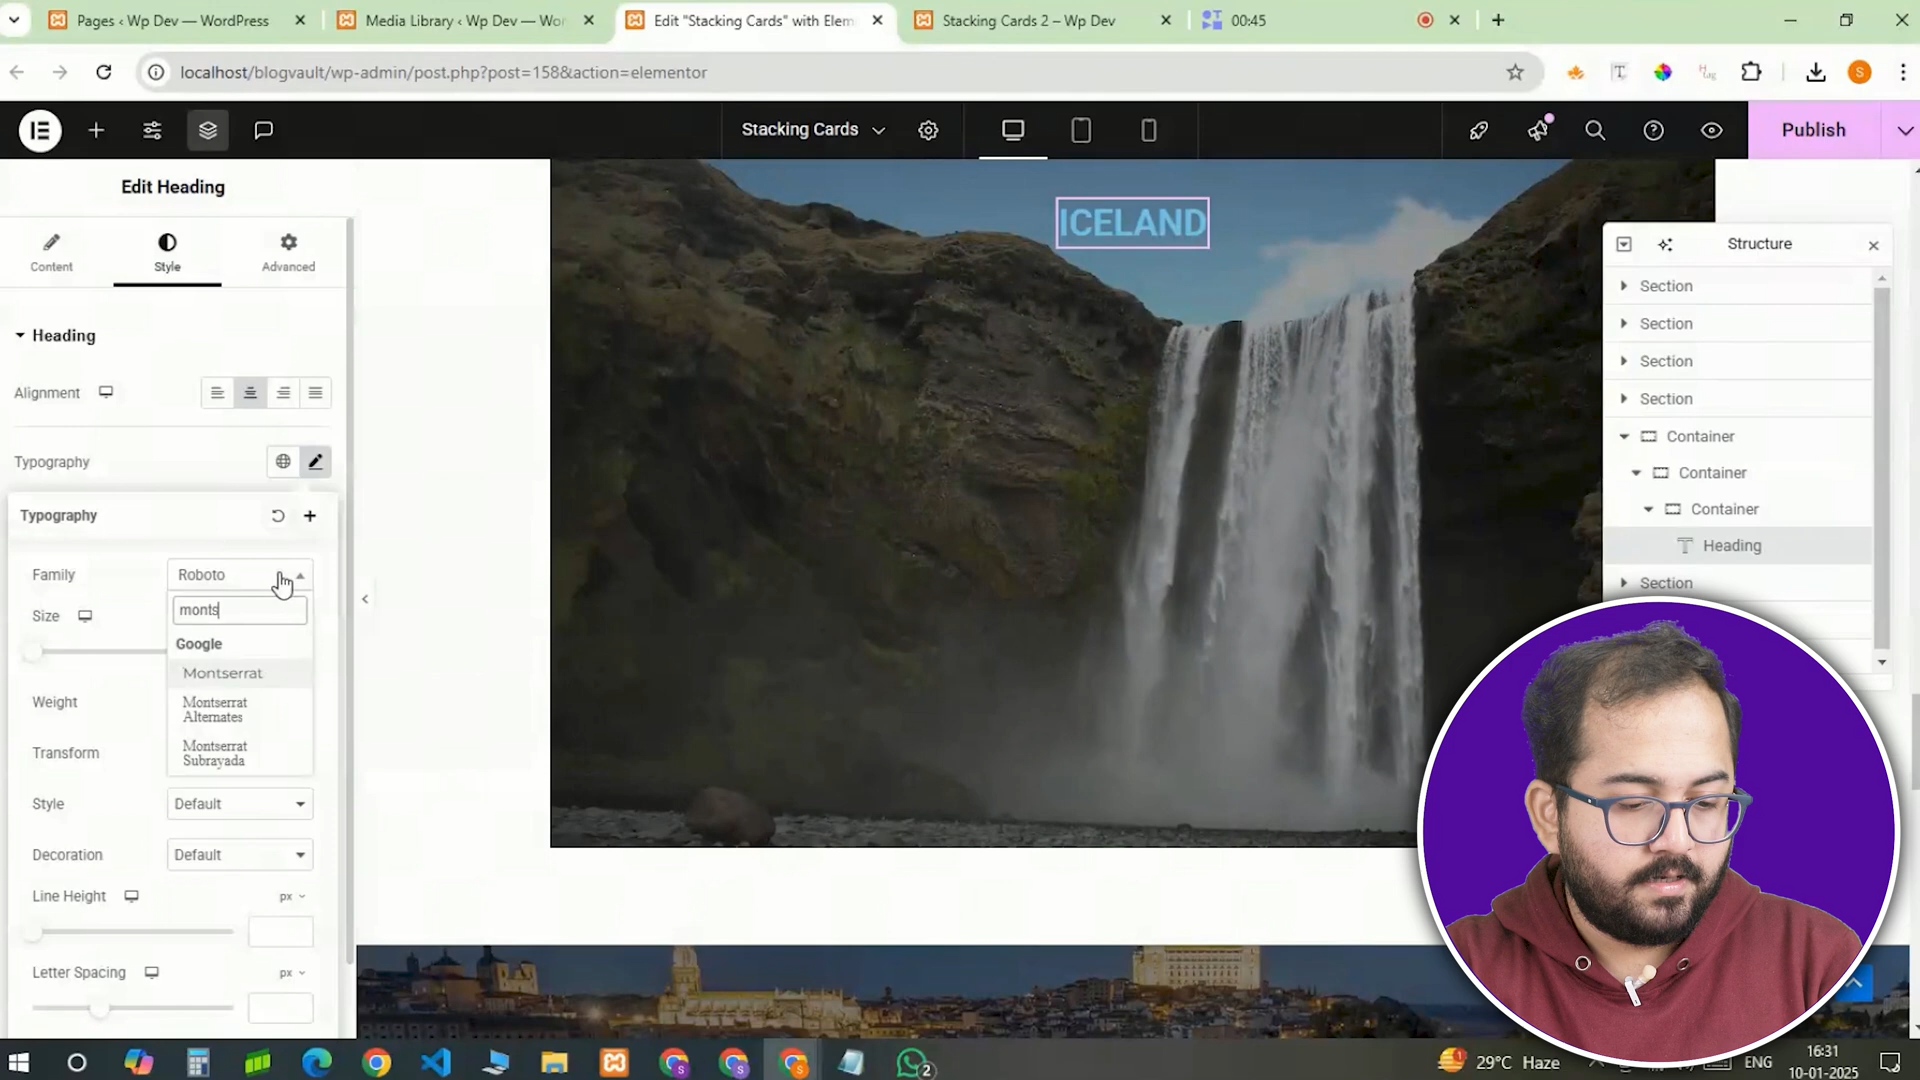 Pages ‹ Wp Dev — WordPress
Media Library ‹ Wp Dev — Wor
Edit "Stacking Cards" with Elem
Stacking Cards 2 – Wp Dev
00:45
localhost/blogvault/wp-admin/post.php?post=158&action=elementor
S
Stacking Cards
Publish
Edit Heading
Content
Style
Advanced
Heading
Alignment
Typography
Typography
Family
Roboto
monts
Size
Google
Montserrat
Weight
Montserrat
Alternates
Transform
Montserrat
Subrayada
Style
Default
Decoration
Default
Line Height
px
Letter Spacing
px
ICELAND
Structure
Section
Section
Section
Section
Container
Container
Container
Heading
Section
2
1
29°C Haze
ENG
16:31
10-01-2025